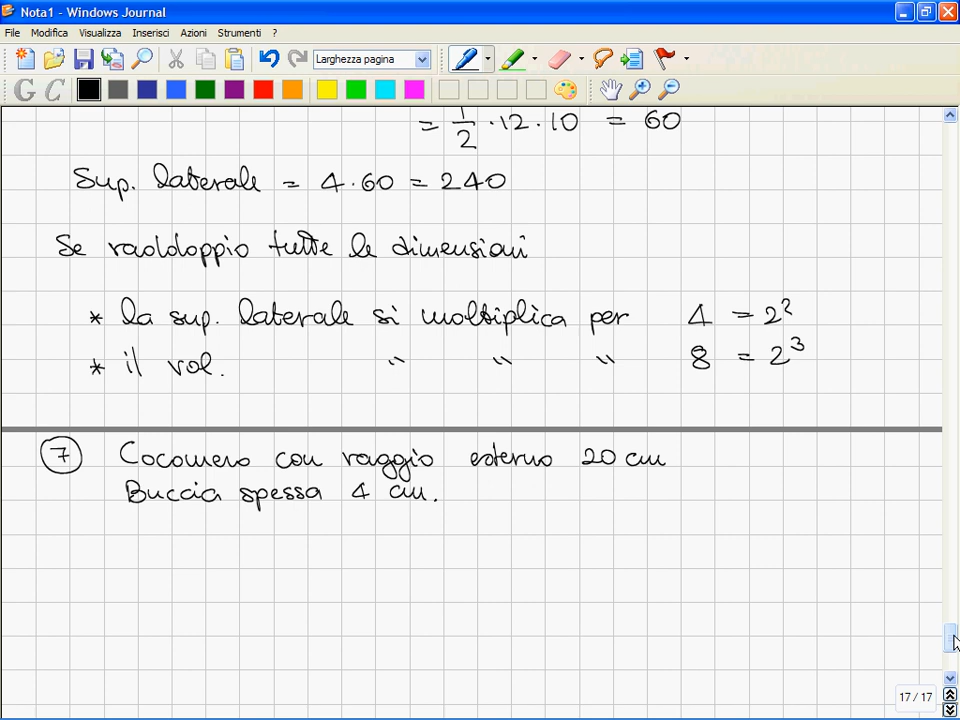 Nota1 - Windows Journal
File Modifica Visualizza Inserisci Azioni Strumenti ?
Larghezza pagina
G C
= 1/2 · 12 · 10 = 60
Sup. laterale = 4 · 60 = 240
Se raddoppio tutte le dimensioni
* la sup. laterale si moltiplica per 4 = 2²
* il vol. " " " 8 = 2³
7 Cocomero con raggio esterno 20 cm
Buccia spessa 4 cm.
17 / 17